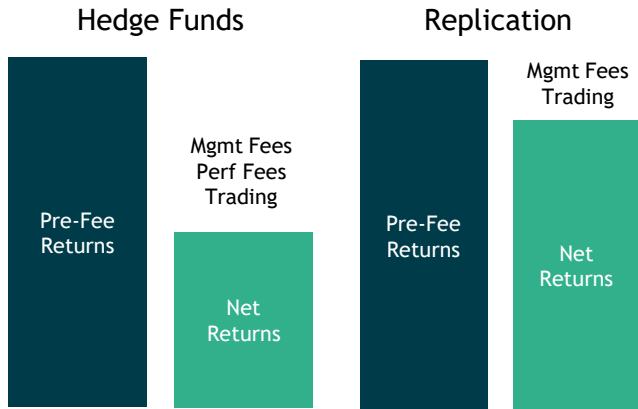 Hedge Funds
Pre-Fee
Returns
Mgmt Fees
Perf Fees
Trading
Net
Returns
Replication
Pre-Fee
Returns
Mgmt Fees
Trading
Net
Returns